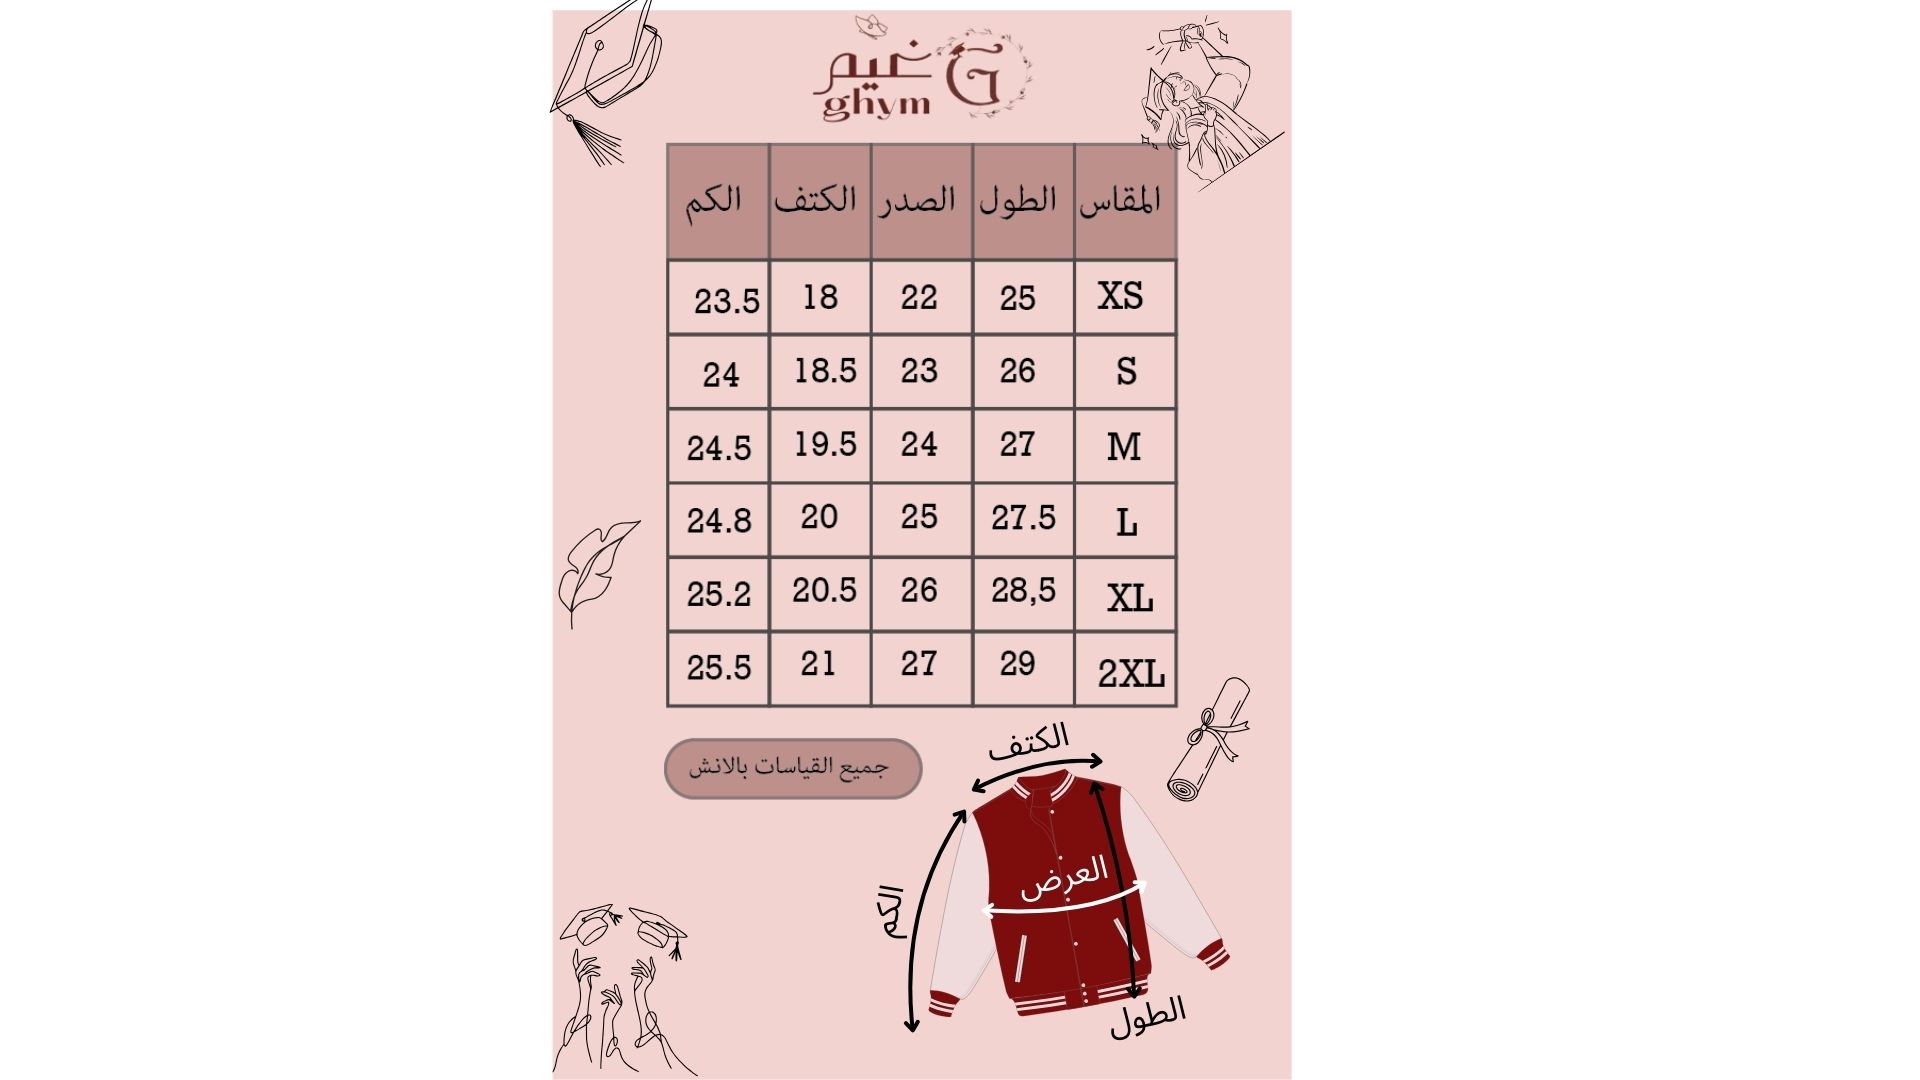 غيم
ghym
المقاس الطول الصدر الكتف الكم
XS 25 22 18 23.5
S 26 23 18.5 24
M 27 24 19.5 24.5
L 27.5 25 20 24.8
XL 28,5 26 20.5 25.2
2XL 29 27 21 25.5
جميع القياسات بالانش
الكتف
العرض
الكم
الطول